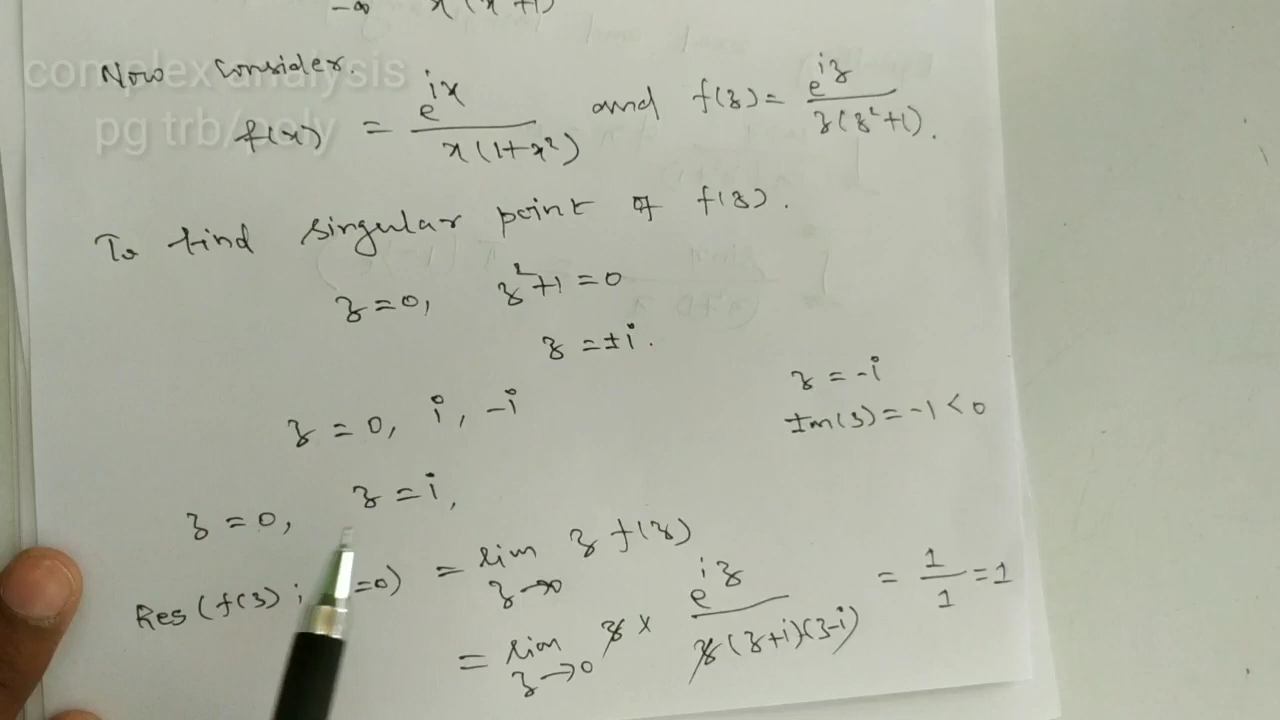 -∞ x(x²+1)
Now consider.
complex analysis
pg trb/poly
f(x) = e^{ix} / x(1+x²) and f(z) = e^{iz} / z(z²+1).
To find singular point of f(z).
z=0, z²+1=0
z=±i.
z=0, i, -i
z=-i
Im(z)=-1<0
z=0, z=i,
Res(f(z); =0) = lim z→0 z f(z)
= lim z→0 z × e^{iz} / z(z+i)(z-i) = 1/1 = 1